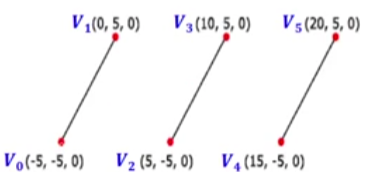 V₁(0, 5, 0) V₃(10, 5, 0) V₅(20, 5, 0)
V₀(-5, -5, 0) V₂ (5, -5, 0) V₄ (15, -5, 0)